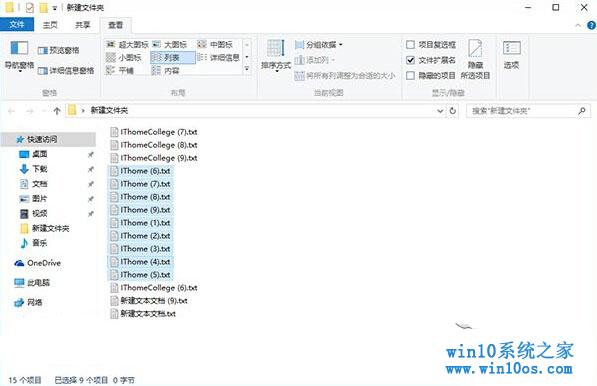 新建文件夹
文件
主页
共享
查看
导航窗格
预览窗格
详细信息窗格
窗格
超大图标
大图标
中图标
小图标
列表
详细信息
平铺
内容
布局
排序方式
分组依据
添加列
将所有列调整为合适的大小
当前视图
项目复选框
文件扩展名
隐藏的项目
隐藏
所选项目
显示/隐藏
选项
新建文件夹
搜索"新建文件夹"
快速访问
桌面
下载
文档
图片
视频
新建文件夹
音乐
OneDrive
此电脑
网络
IThomeCollege (7).txt
IThomeCollege (8).txt
IThomeCollege (9).txt
IThome (6).txt
IThome (7).txt
IThome (8).txt
IThome (9).txt
IThome (1).txt
IThome (2).txt
IThome (3).txt
IThome (4).txt
IThome (5).txt
IThomeCollege (6).txt
新建文本文档 (9).txt
新建文本文档.txt
15 个项目
已选择 9 个项目 0 字节
win10系统之家
www.win10os.com